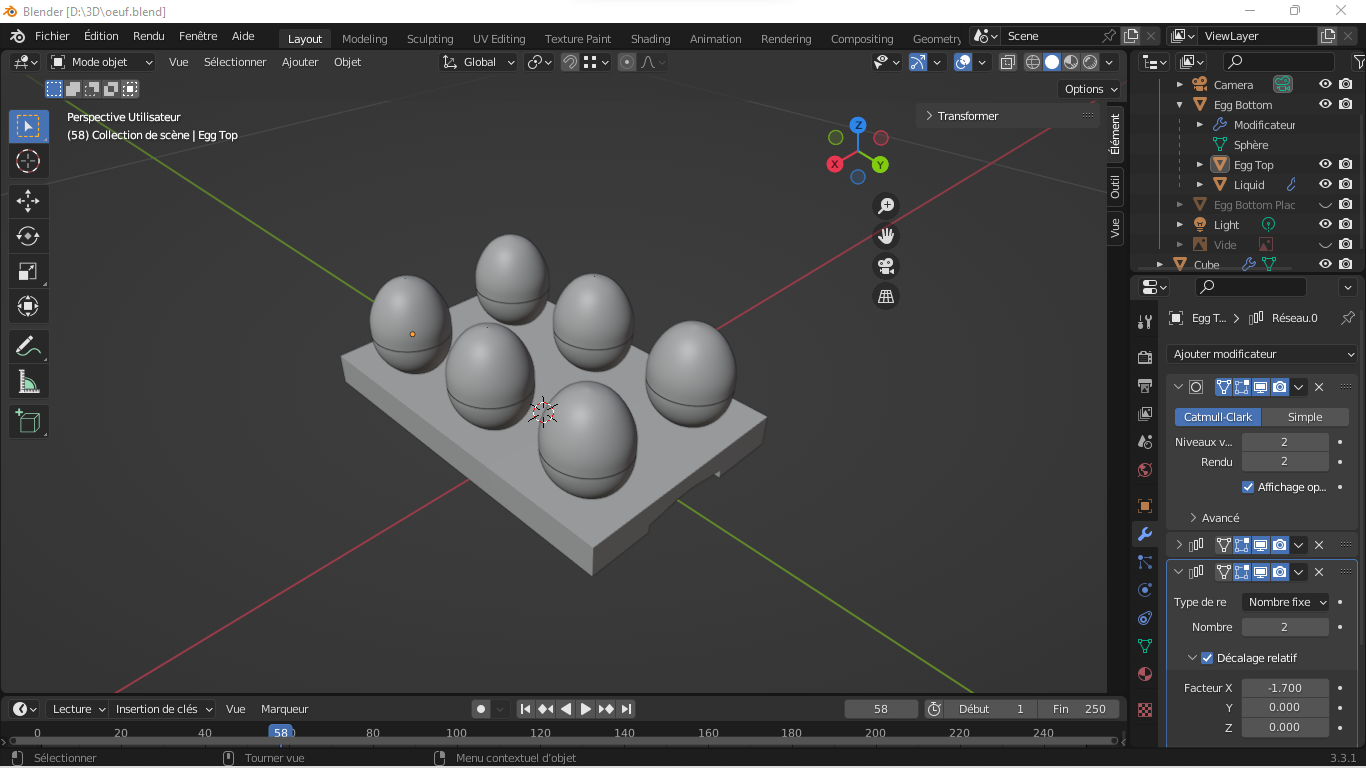 Blender [D:\3D\oeuf.blend]
Fichier Édition Rendu Fenêtre Aide Layout Modeling Sculpting UV Editing Texture Paint Shading Animation Rendering Compositing Geometry Scene ViewLayer
Mode objet Vue Sélectionner Ajouter Objet Global
Options
Perspective Utilisateur
(58) Collection de scène | Egg Top
Transformer
Z
X
Y
Élément
Outil
Vue
Camera
Egg Bottom
Modificateur
Sphère
Egg Top
Liquid
Egg Bottom Plac
Light
Vide
Cube
Egg T... Réseau.0
Ajouter modificateur
Catmull-Clark Simple
Niveaux v... 2
Rendu 2
Affichage op...
Avancé
Type de re Nombre fixe
Nombre 2
Décalage relatif
Facteur X -1.700
Y 0.000
Z 0.000
Lecture Insertion de clés Vue Marqueur 58 Début 1 Fin 250
0 20 40 58 80 100 120 140 160 180 200 220 240
Sélectionner Tourner vue Menu contextuel d'objet 3.3.1